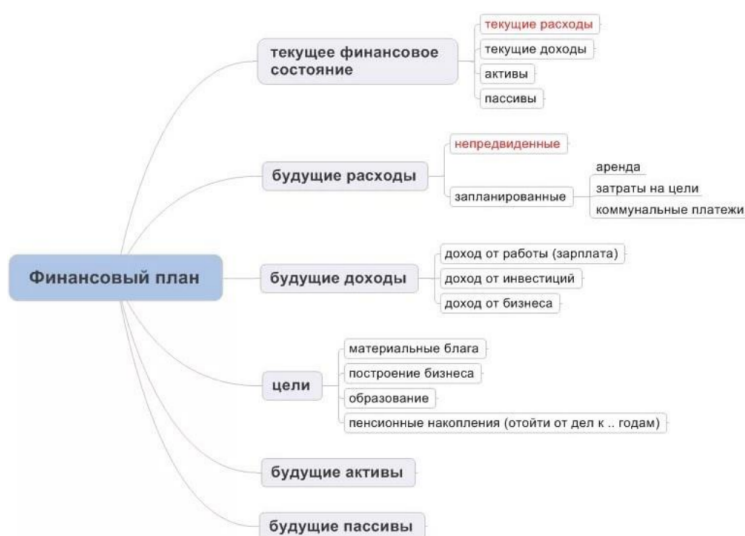 текущие расходы
текущее финансовое
состояние
текущие доходы
активы
пассивы
непредвиденные
будущие расходы
запланированные
аренда
затраты на цели
коммунальные платежи
Финансовый план
будущие доходы
доход от работы (зарплата)
доход от инвестиций
доход от бизнеса
цели
материальные блага
построение бизнеса
образование
пенсионные накопления (отойти от дел к .. годам)
будущие активы
будущие пассивы